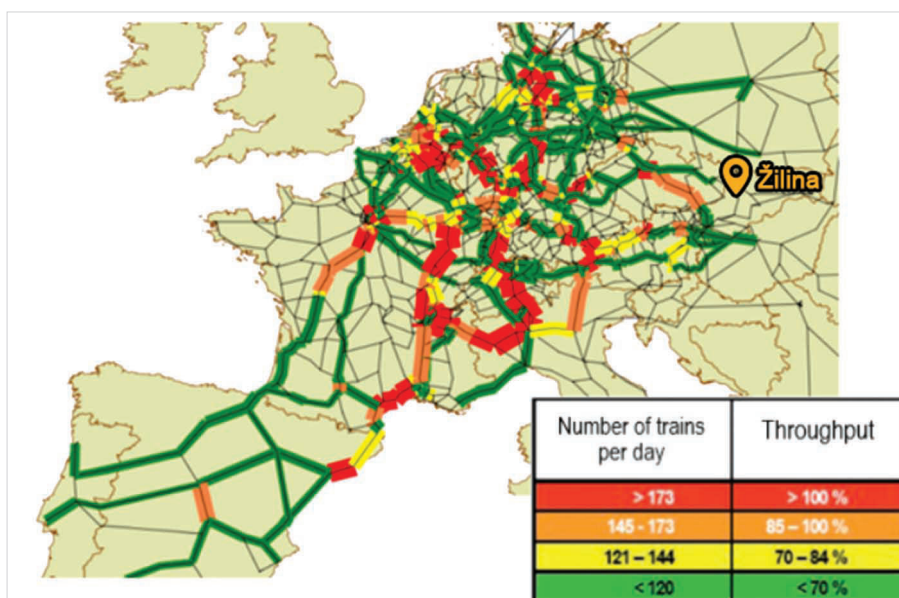 Žilina
Number of trains per day Throughput
> 173 > 100 %
145 - 173 85 – 100 %
121 – 144 70 – 84 %
< 120 < 70 %